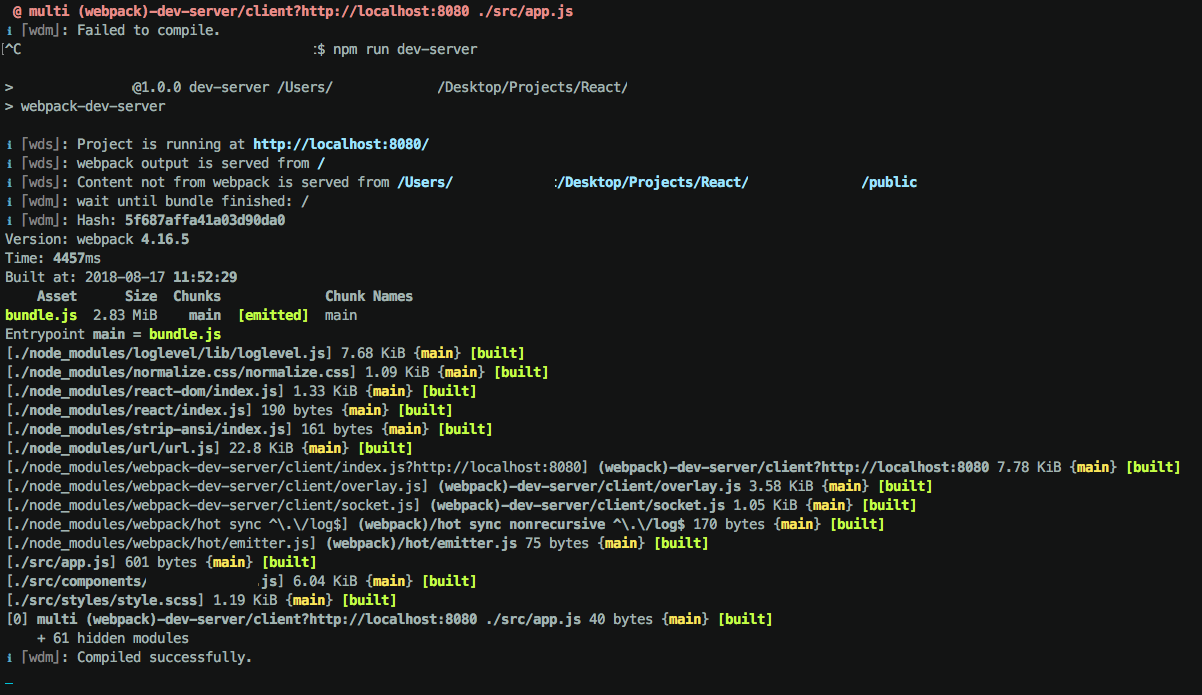 @ multi (webpack)-dev-server/client?http://localhost:8080 ./src/app.js
i ｢wdm｣: Failed to compile.
[^C :$ npm run dev-server
> @1.0.0 dev-server /Users/ /Desktop/Projects/React/
> webpack-dev-server
i ｢wds｣: Project is running at http://localhost:8080/
i ｢wds｣: webpack output is served from /
i ｢wds｣: Content not from webpack is served from /Users/ :/Desktop/Projects/React/ /public
i ｢wdm｣: wait until bundle finished: /
i ｢wdm｣: Hash: 5f687affa41a03d90da0
Version: webpack 4.16.5
Time: 4457ms
Built at: 2018-08-17 11:52:29
Asset Size Chunks Chunk Names
bundle.js 2.83 MiB main [emitted] main
Entrypoint main = bundle.js
[./node_modules/loglevel/lib/loglevel.js] 7.68 KiB {main} [built]
[./node_modules/normalize.css/normalize.css] 1.09 KiB {main} [built]
[./node_modules/react-dom/index.js] 1.33 KiB {main} [built]
[./node_modules/react/index.js] 190 bytes {main} [built]
[./node_modules/strip-ansi/index.js] 161 bytes {main} [built]
[./node_modules/url/url.js] 22.8 KiB {main} [built]
[./node_modules/webpack-dev-server/client/index.js?http://localhost:8080] (webpack)-dev-server/client?http://localhost:8080 7.78 KiB {main} [built]
[./node_modules/webpack-dev-server/client/overlay.js] (webpack)-dev-server/client/overlay.js 3.58 KiB {main} [built]
[./node_modules/webpack-dev-server/client/socket.js] (webpack)-dev-server/client/socket.js 1.05 KiB {main} [built]
[./node_modules/webpack/hot sync ^\.\/log$] (webpack)/hot sync nonrecursive ^\.\/log$ 170 bytes {main} [built]
[./node_modules/webpack/hot/emitter.js] (webpack)/hot/emitter.js 75 bytes {main} [built]
[./src/app.js] 601 bytes {main} [built]
[./src/components/ .js] 6.04 KiB {main} [built]
[./src/styles/style.scss] 1.19 KiB {main} [built]
[0] multi (webpack)-dev-server/client?http://localhost:8080 ./src/app.js 40 bytes {main} [built]
+ 61 hidden modules
i ｢wdm｣: Compiled successfully.
_